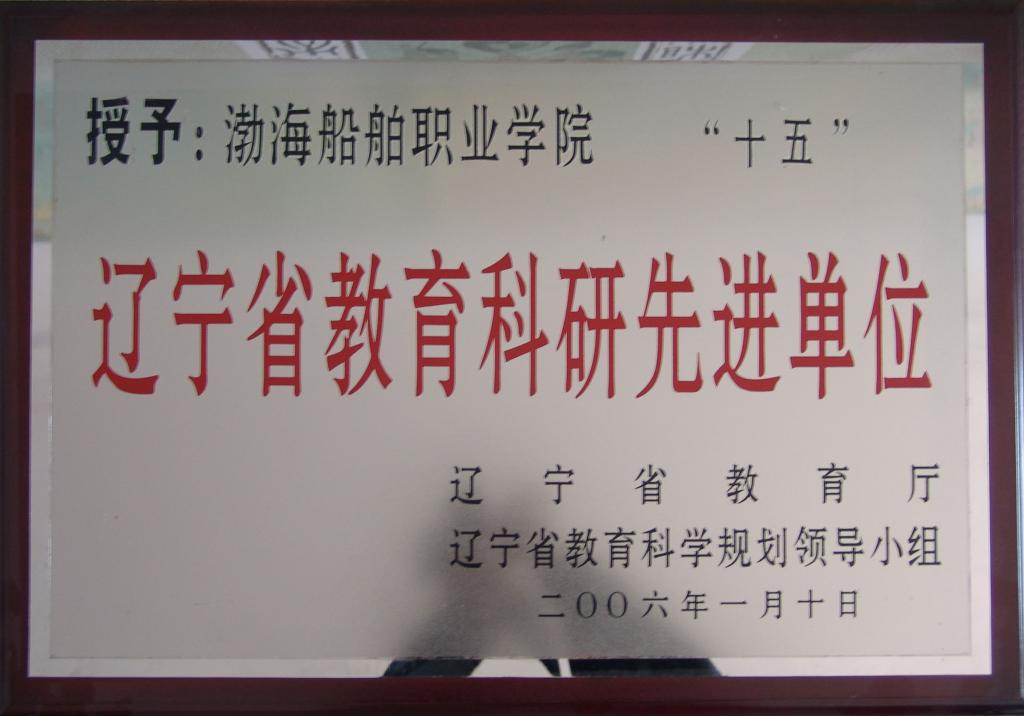 授予：渤海船舶职业学院 “十五”
辽宁省教育科研先进单位
辽宁省教育厅
辽宁省教育科学规划领导小组
二〇〇六年一月十日